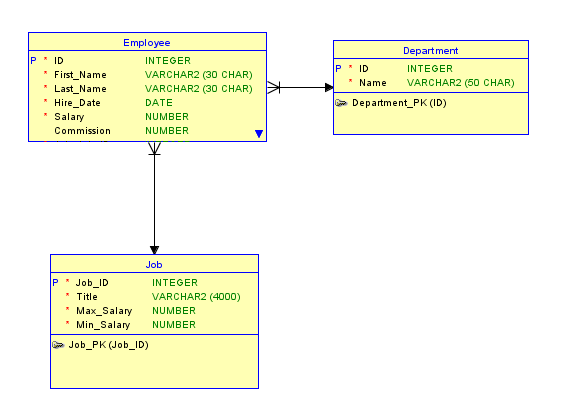 Employee
P * ID INTEGER
* First_Name VARCHAR2 (30 CHAR)
* Last_Name VARCHAR2 (30 CHAR)
* Hire_Date DATE
* Salary NUMBER
Commission NUMBER
Department
P * ID INTEGER
* Name VARCHAR2 (50 CHAR)
Department_PK (ID)
Job
P * Job_ID INTEGER
* Title VARCHAR2 (4000)
* Max_Salary NUMBER
* Min_Salary NUMBER
Job_PK (Job_ID)